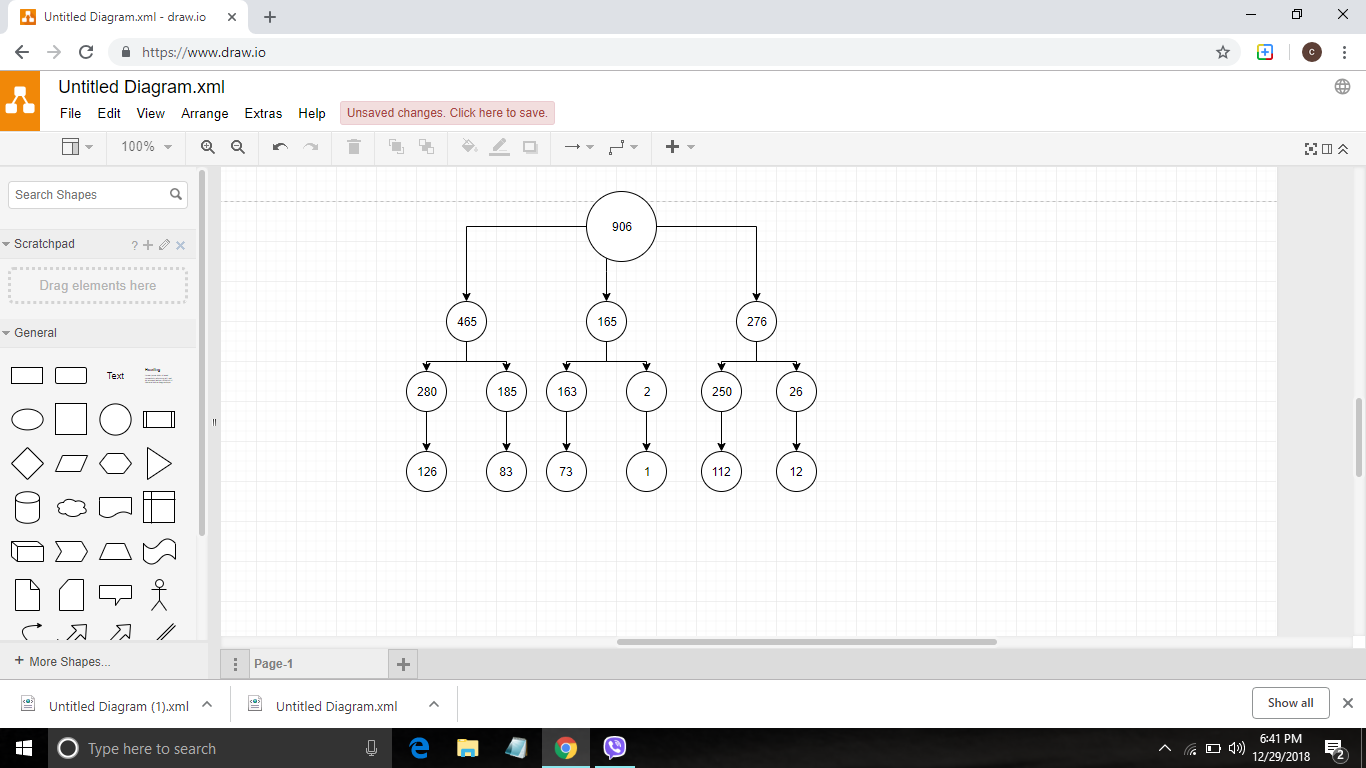 Untitled Diagram.xml - draw.io
https://www.draw.io
C
Untitled Diagram.xml
File Edit View Arrange Extras Help Unsaved changes. Click here to save.
100%
Search Shapes
Scratchpad ?
Drag elements here
General
Text
Heading
906
465 165 276
280 185 163 2 250 26
126 83 73 1 112 12
+ More Shapes...
Page-1
Untitled Diagram (1).xml
Untitled Diagram.xml
Show all
Type here to search
6:41 PM
12/29/2018
2